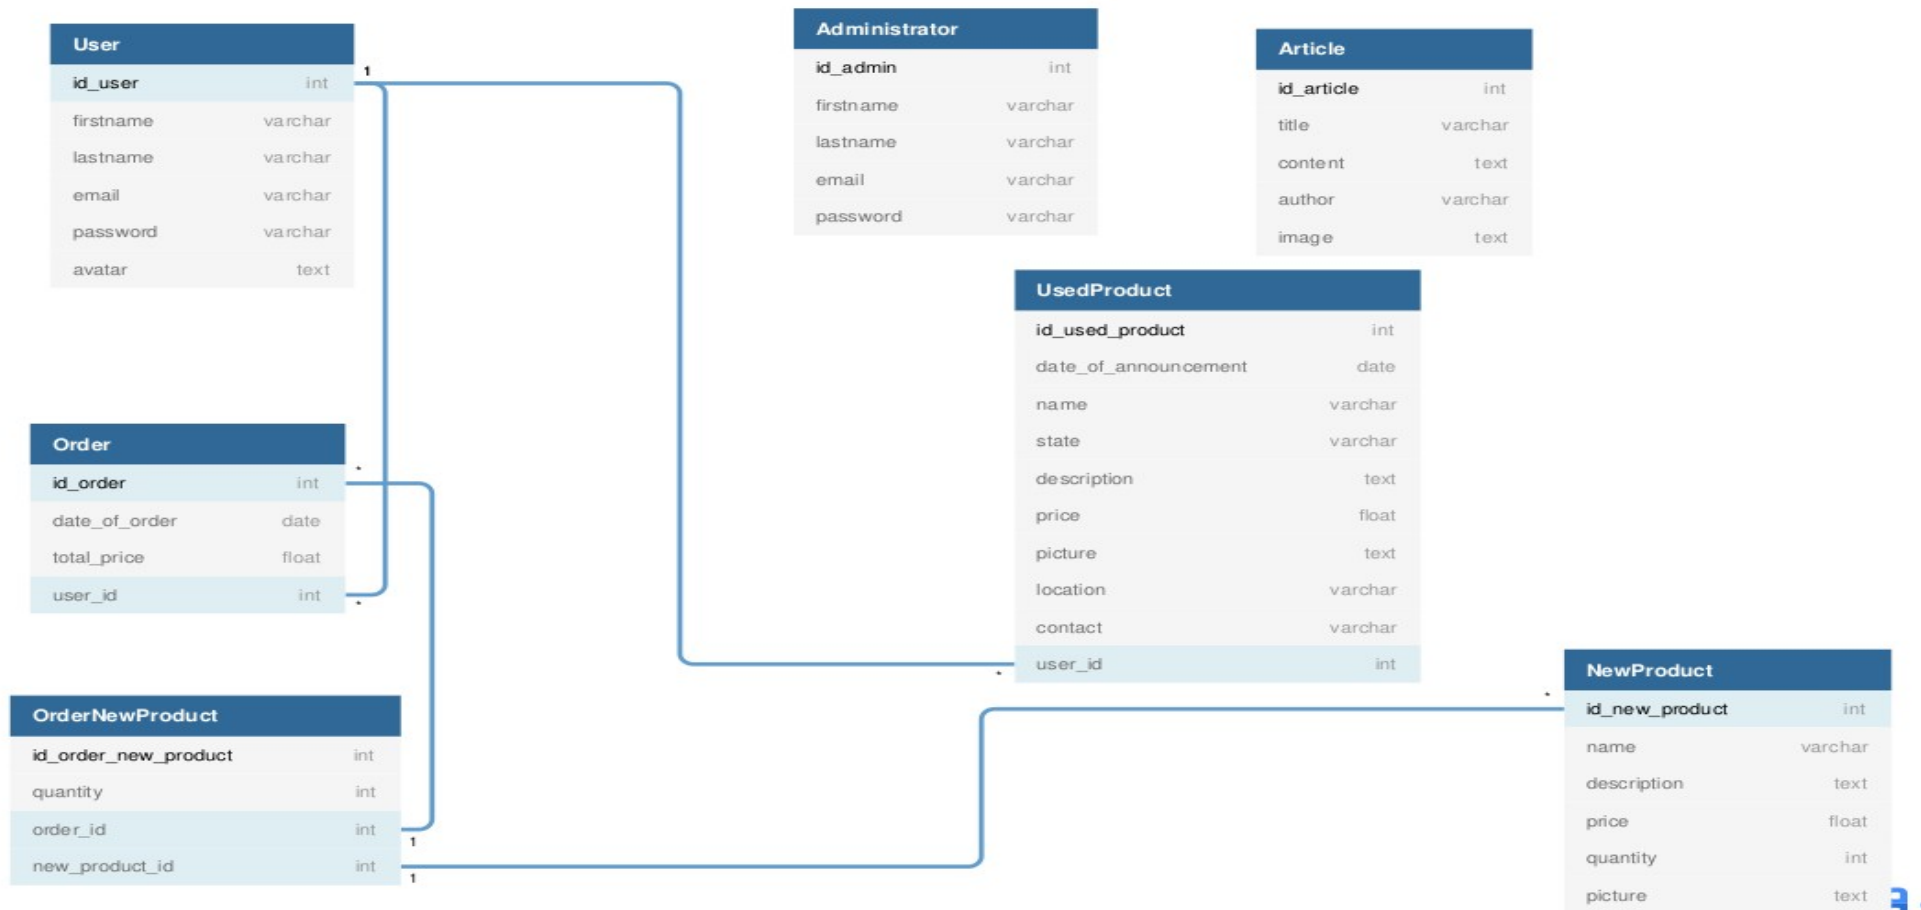 User
id_user int
firstname varchar
lastname varchar
email varchar
password varchar
avatar text
1
Administrator
id_admin int
firstname varchar
lastname varchar
email varchar
password varchar
Article
id_article int
title varchar
content text
author varchar
image text
UsedProduct
id_used_product int
date_of_announcement date
name varchar
state varchar
description text
price float
picture text
location varchar
contact varchar
user_id int
*
Order
id_order int
date_of_order date
total_price float
user_id int
*
*
OrderNewProduct
id_order_new_product int
quantity int
order_id int
new_product_id int
1
1
NewProduct
id_new_product int
name varchar
description text
price float
quantity int
picture text
*